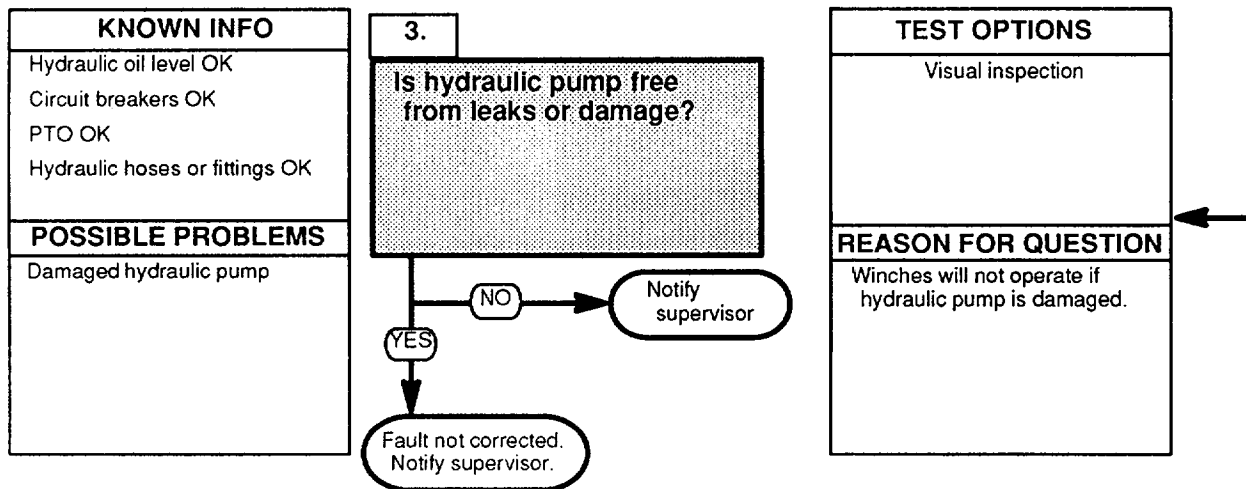 KNOWN INFO
Hydraulic oil level OK
Circuit breakers OK
PTO OK
Hydraulic hoses or fittings OK
POSSIBLE PROBLEMS
Damaged hydraulic pump
3.
Is hydraulic pump free
from leaks or damage?
NO
Notify
supervisor
YES
Fault not corrected.
Notify supervisor.
TEST OPTIONS
Visual inspection
REASON FOR QUESTION
Winches will not operate if
hydraulic pump is damaged.